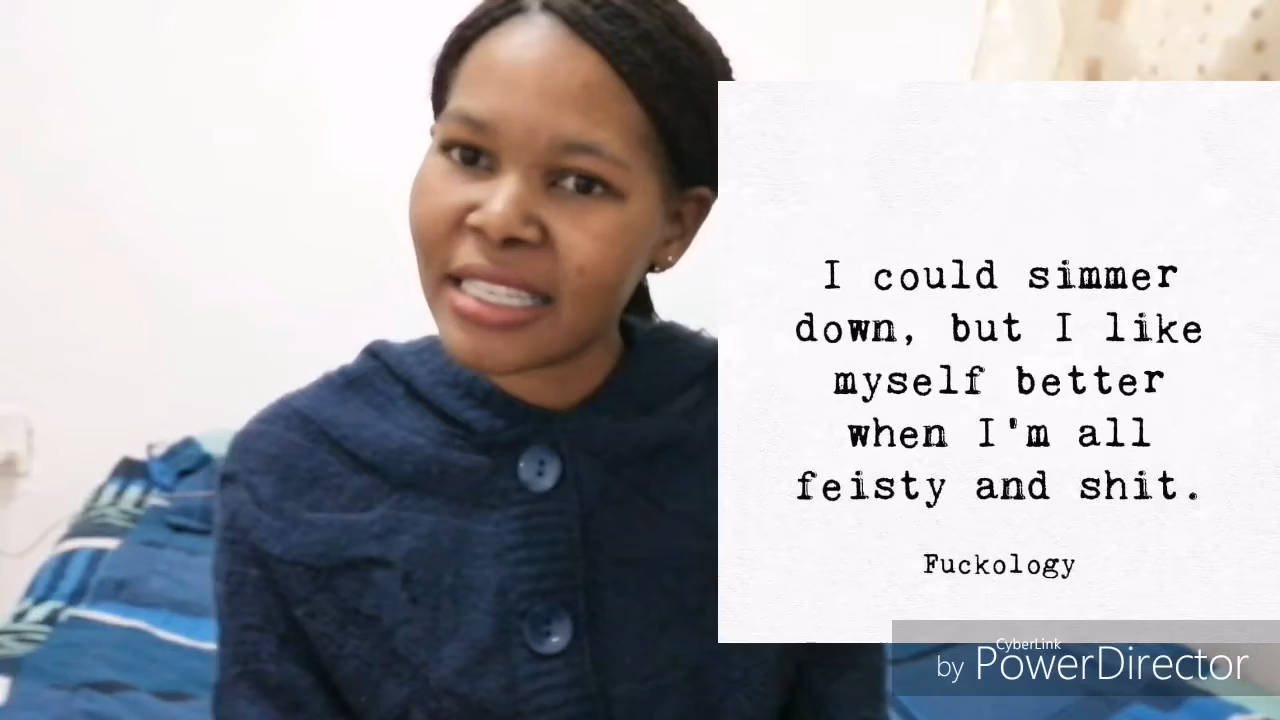 I could simmer
down, but I like
myself better
when I'm all
feisty and shit.
Fuckology
CyberLink
by PowerDirector